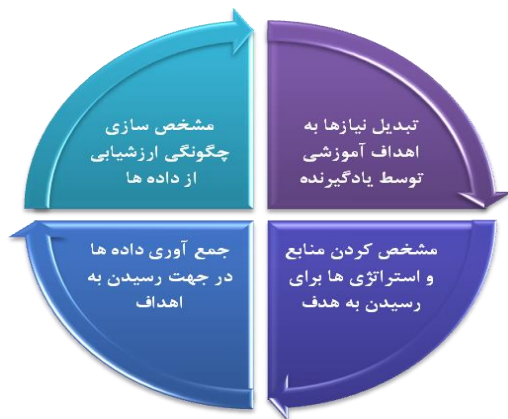 تبدیل نیازها به
اهداف آموزشی
توسط یادگیرنده
مشخص کردن منابع
و استراتژی ها برای
رسیدن به هدف
جمع آوری داده ها
در جهت رسیدن به
اهداف
مشخص سازی
چگونگی ارزشیابی
از داده ها